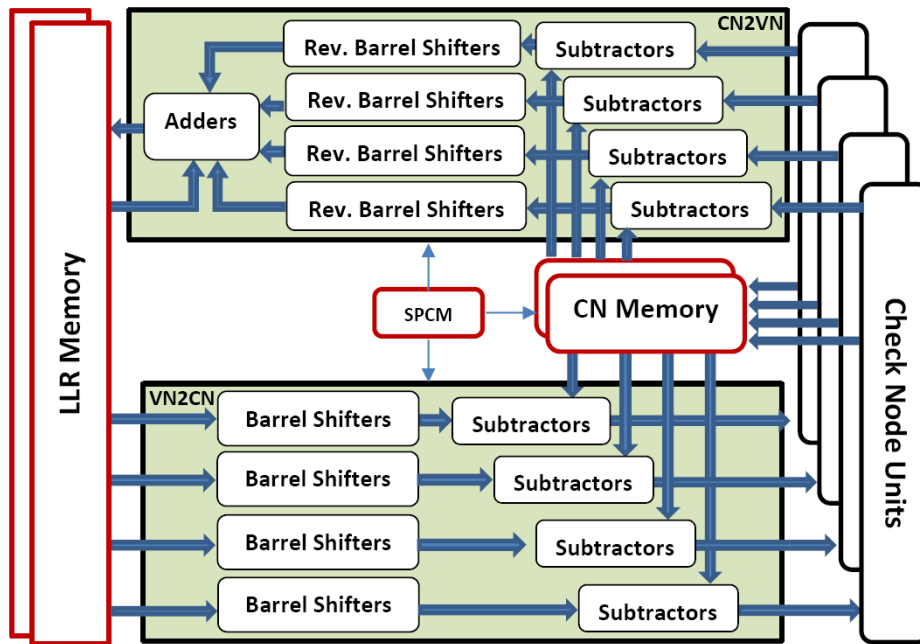 CN2VN
Rev. Barrel Shifters
Subtractors
Rev. Barrel Shifters
Subtractors
Adders
Rev. Barrel Shifters
Subtractors
Rev. Barrel Shifters
Subtractors
LLR Memory
SPCM
CN Memory
Check Node Units
VN2CN
Barrel Shifters
Subtractors
Barrel Shifters
Subtractors
Barrel Shifters
Subtractors
Barrel Shifters
Subtractors